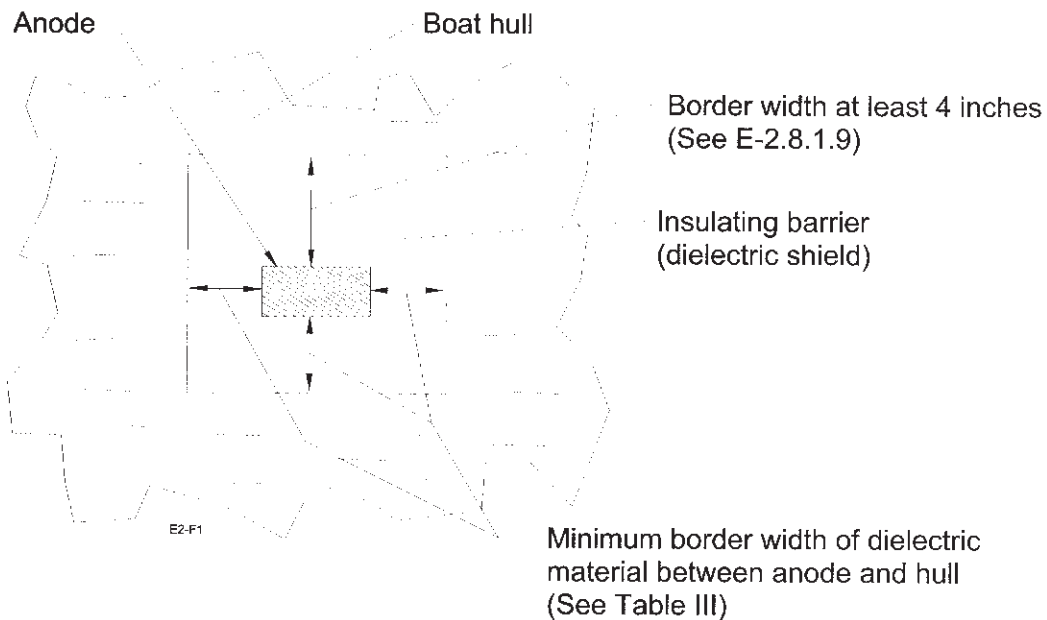 Anode
Boat hull
Border width at least 4 inches
(See E-2.8.1.9)
Insulating barrier
(dielectric shield)
E2-F1
Minimum border width of dielectric
material between anode and hull
(See Table III)